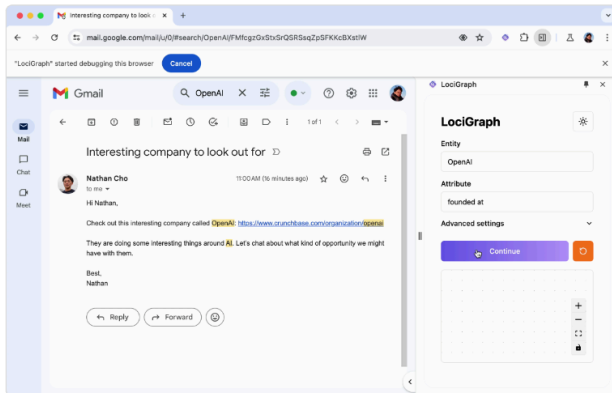 Interesting company to look o
mail.google.com/mail/u/0/#search/OpenAI/FMfcgzGxStxSrQSRSsqZpSFKKcBXstIW
"LociGraph" started debugging this browser
Cancel
Gmail
OpenAI
LociGraph
Mail
Chat
Meet
1 of 1
Interesting company to look out for
Nathan Cho
11:00 AM (16 minutes ago)
to me
Hi Nathan,
Check out this interesting company called OpenAI: https://www.crunchbase.com/organization/openai
They are doing some interesting things around AI. Let's chat about what kind of opportunity we might
have with them.
Best,
Nathan
Reply
Forward
LociGraph
Entity
OpenAI
Attribute
founded at
Advanced settings
Continue